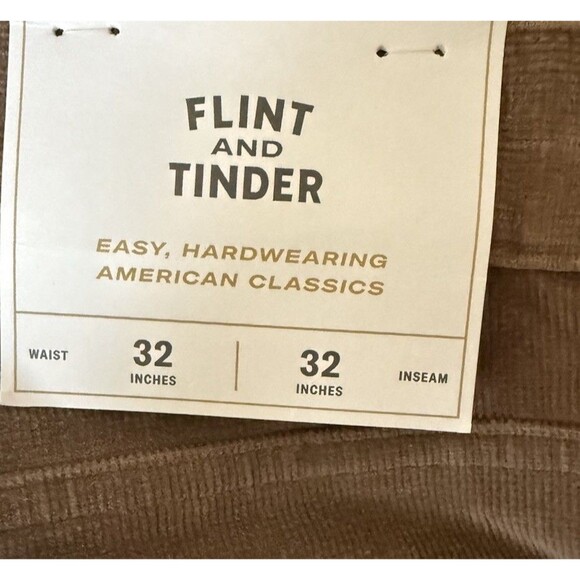 FLINT
AND
TINDER
EASY, HARDWEARING
AMERICAN CLASSICS
WAIST 32 INCHES 32 INCHES INSEAM